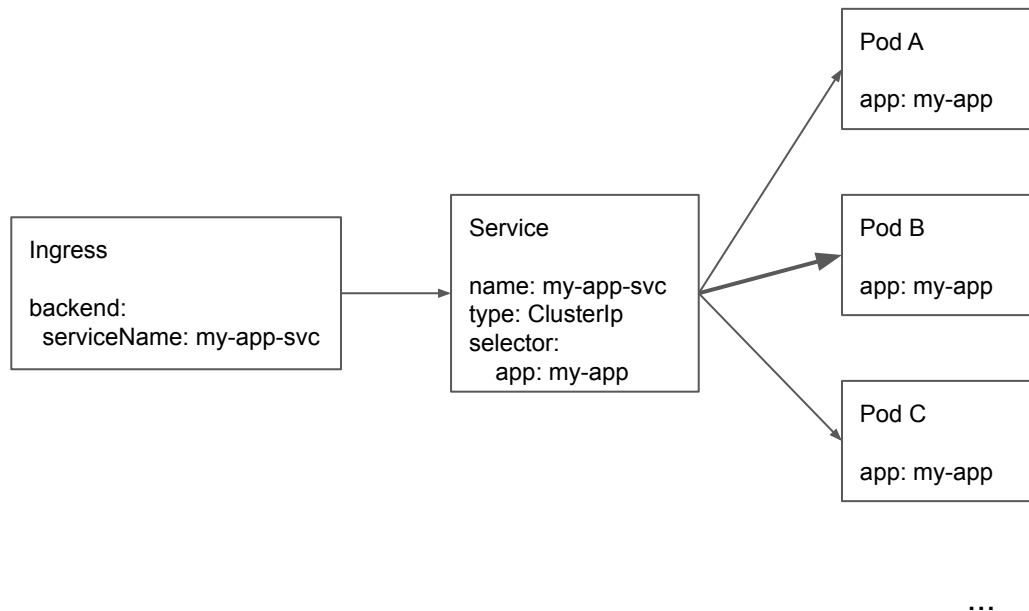 Ingress
backend:
serviceName: my-app-svc
Service
name: my-app-svc
type: ClusterIp
selector:
app: my-app
Pod A
app: my-app
Pod B
app: my-app
Pod C
app: my-app
...